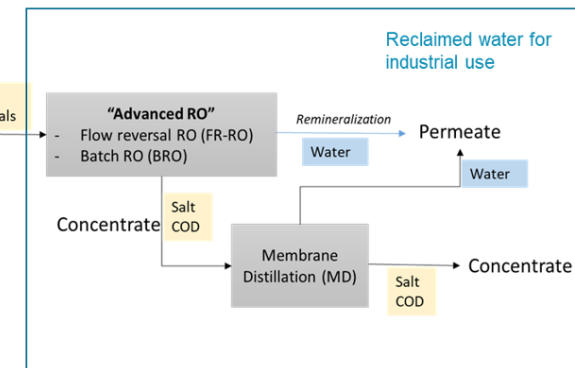 Reclaimed water for
industrial use
"Advanced RO"
- Flow reversal RO (FR-RO)
- Batch RO (BRO)
Remineralization
Water
Permeate
Water
Concentrate
Salt
COD
Membrane
Distillation (MD)
Salt
COD
Concentrate